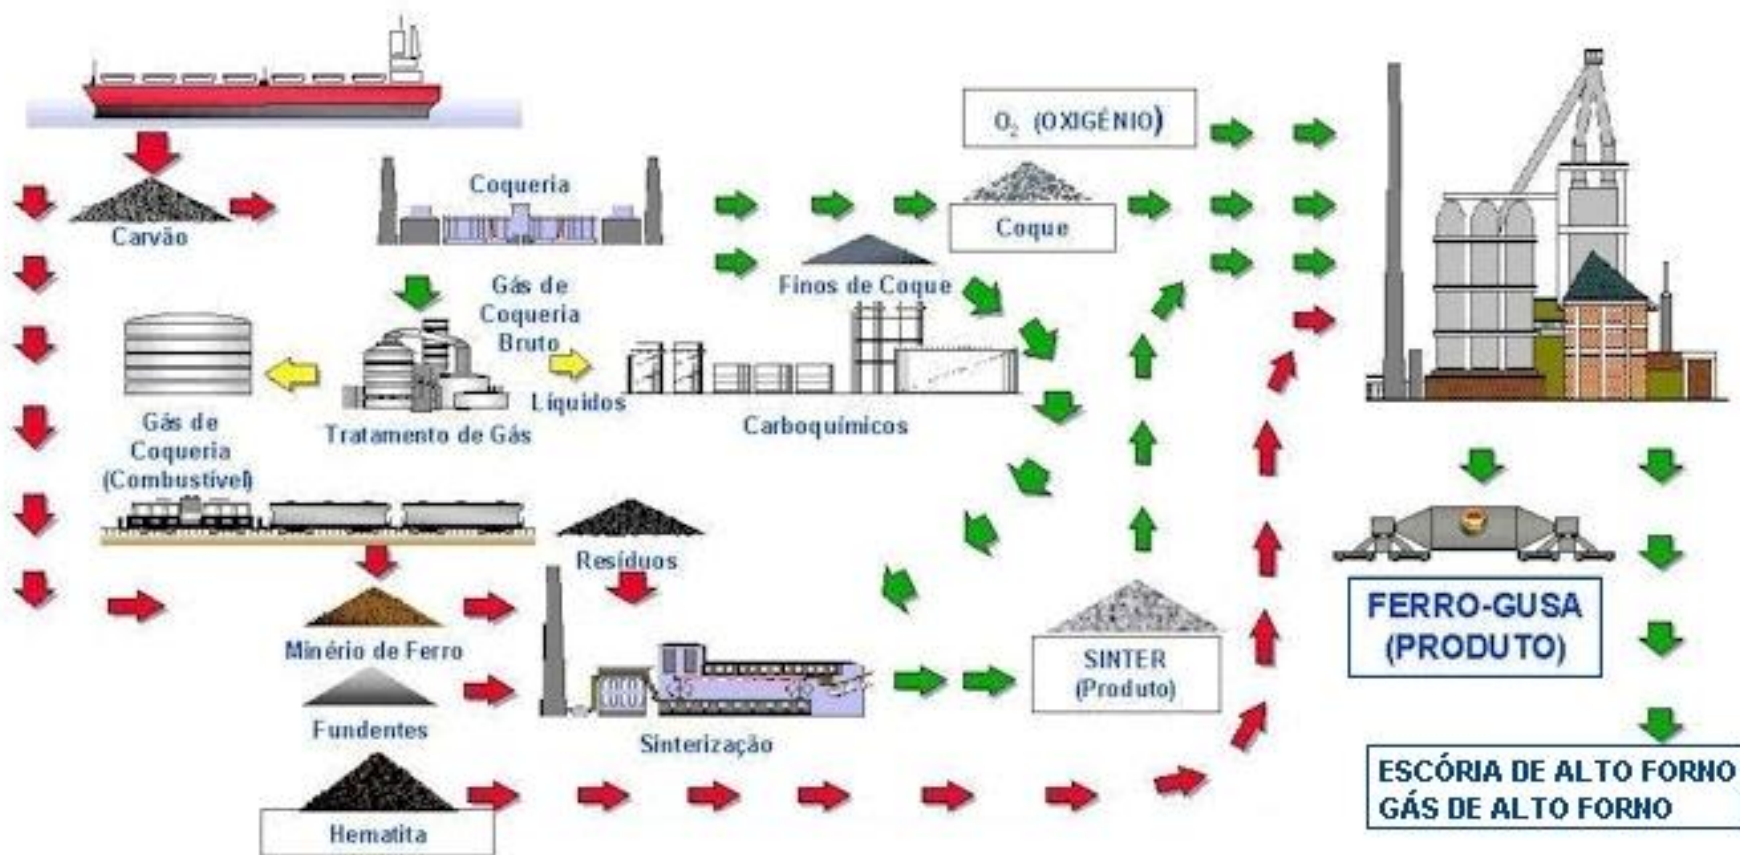 O₂ (OXIGÊNIO)
Coqueria
Carvão
Coque
Finos de Coque
Gás de
Coqueria
Bruto
Líquidos
Tratamento de Gás
Carboquímicos
Gás de
Coqueria
(Combustível)
Resíduos
Minério de Ferro
Fundentes
Sinterização
Hematita
SINTER
(Produto)
FERRO-GUSA
(PRODUTO)
ESCÓRIA DE ALTO FORNO
GÁS DE ALTO FORNO